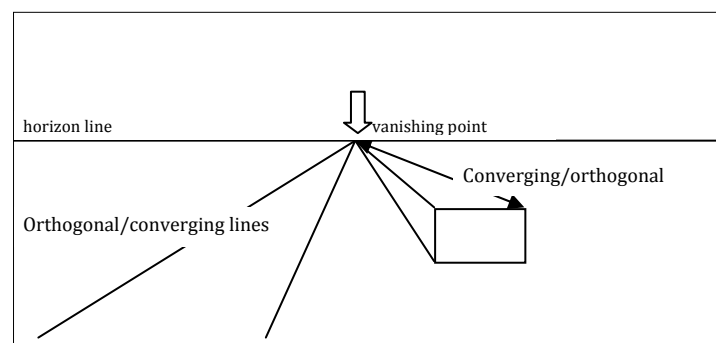 horizon line
vanishing point
Converging/orthogonal
Orthogonal/converging lines